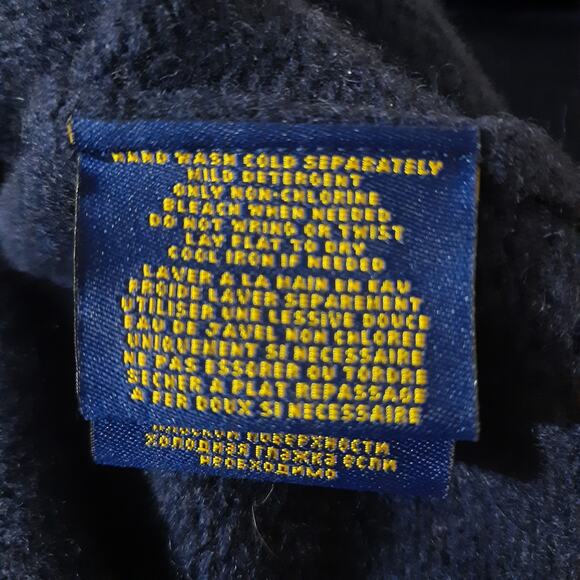 HAND WASH COLD SEPARATELY
MILD DETERGENT
ONLY NON-CHLORINE
BLEACH WHEN NEEDED
DO NOT WRING OR TWIST
LAY FLAT TO DRY
COOL IRON IF NEEDED
LAVER A LA MAIN EN EAU
FROIDE LAVER SEPAREMENT
UTILISER UNE LESSIVE DOUCE
EAU DE JAVEL NON CHLOREE
UNIQUEMENT SI NECESSAIRE
NE PAS ESSORER OU TORDRE
SECHER A PLAT REPASSAGE
A FER DOUX SI NECESSAIRE
ПОВЕРХНОСТИ
ХОЛОДНАЯ ГЛАЖКА ЕСЛИ
НЕОБХОДИМО